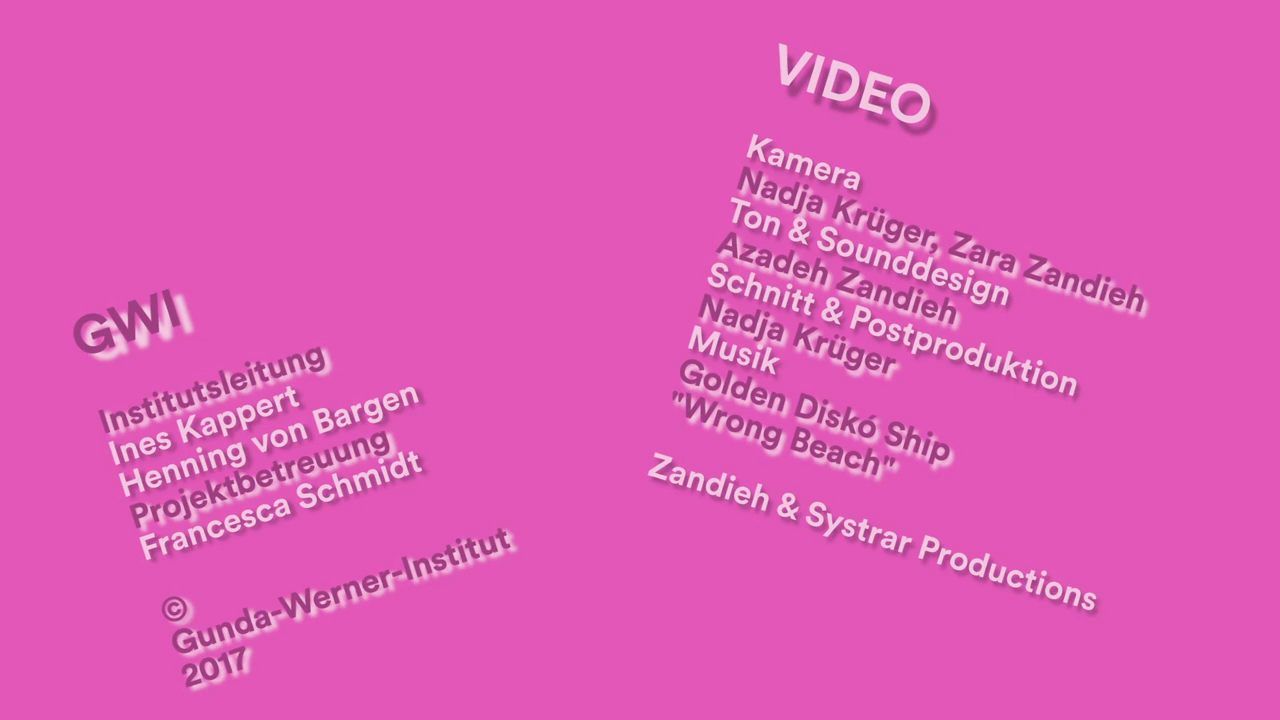 GWI
Institutsleitung
Ines Kappert
Henning von Bargen
Projektbetreuung
Francesca Schmidt
©
Gunda-Werner-Institut
2017
VIDEO
Kamera
Nadja Krüger, Zara Zandieh
Ton & Sounddesign
Azadeh Zandieh
Schnitt & Postproduktion
Nadja Krüger
Musik
Golden Diskó Ship
"Wrong Beach"
Zandieh & Systrar Productions